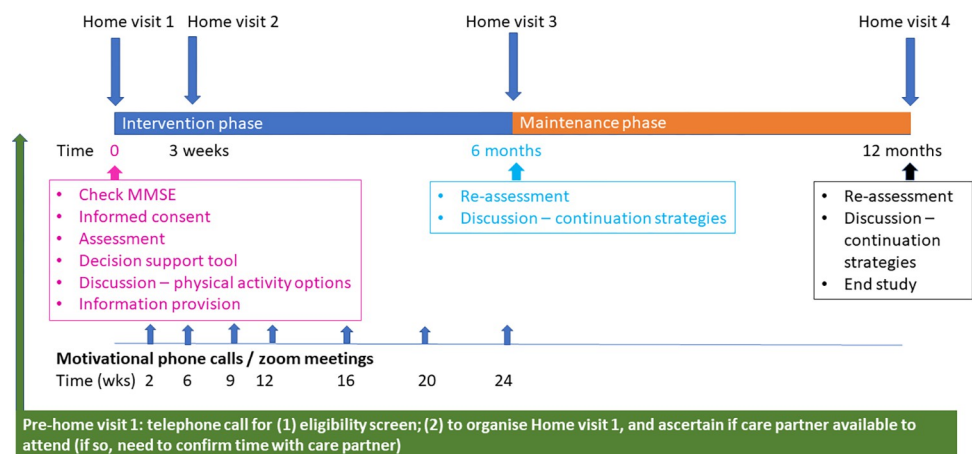 Home visit 1
Home visit 2
Home visit 3
Home visit 4
Intervention phase
Maintenance phase
Time
0
3 weeks
6 months
12 months
• Check MMSE
• Informed consent
• Assessment
• Decision support tool
• Discussion – physical activity options
• Information provision
• Re-assessment
• Discussion – continuation strategies
• Re-assessment
• Discussion –
continuation
strategies
• End study
Motivational phone calls / zoom meetings
Time (wks) 2 6 9 12 16 20 24
Pre-home visit 1: telephone call for (1) eligibility screen; (2) to organise Home visit 1, and ascertain if care partner available to
attend (if so, need to confirm time with care partner)